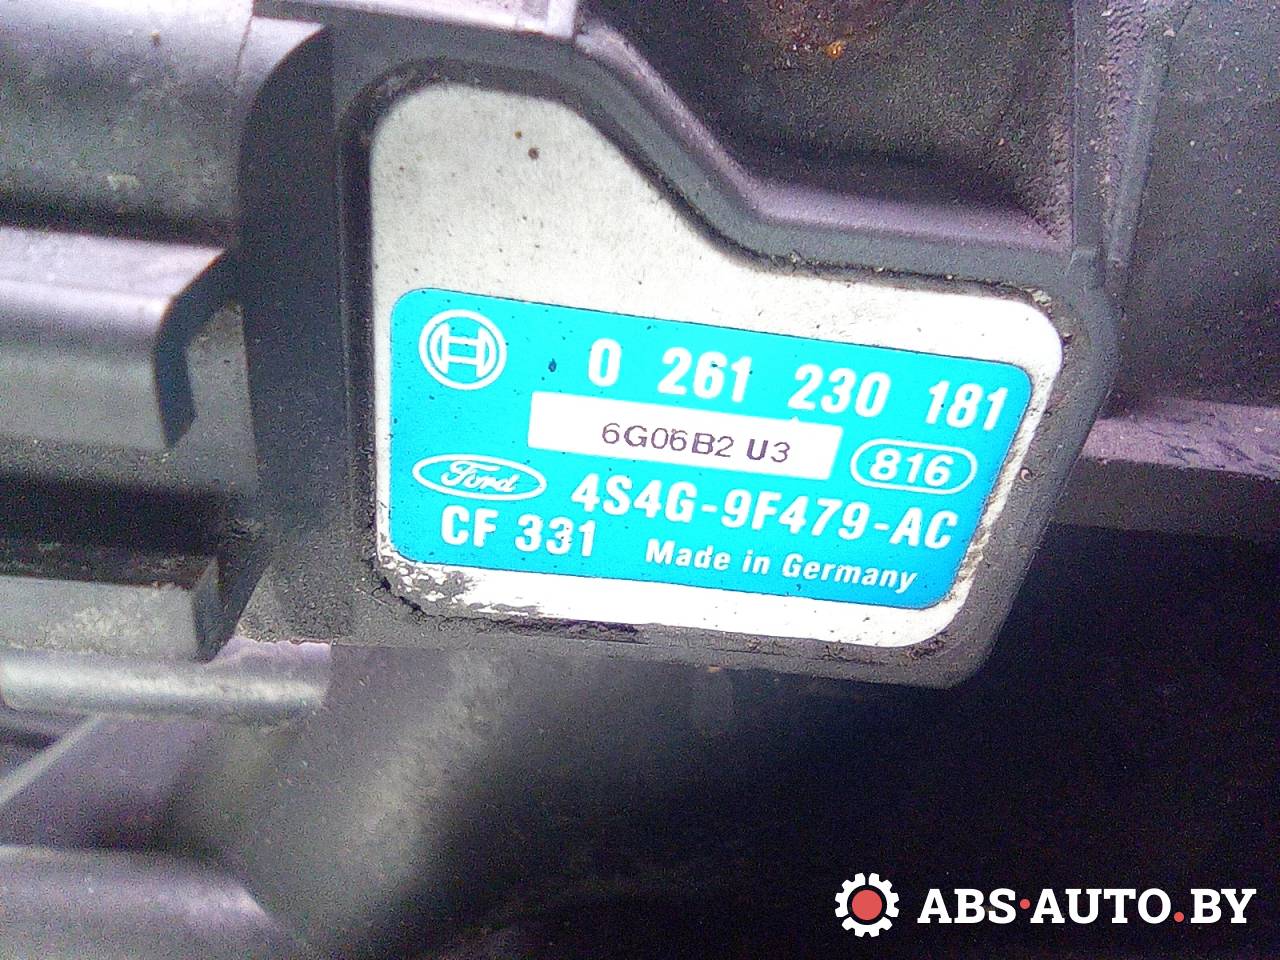 0 261 230 181
6G06B2 U3
816
Ford
4S4G-9F479-AC
CF 331
Made in Germany
ABS·AUTO.BY